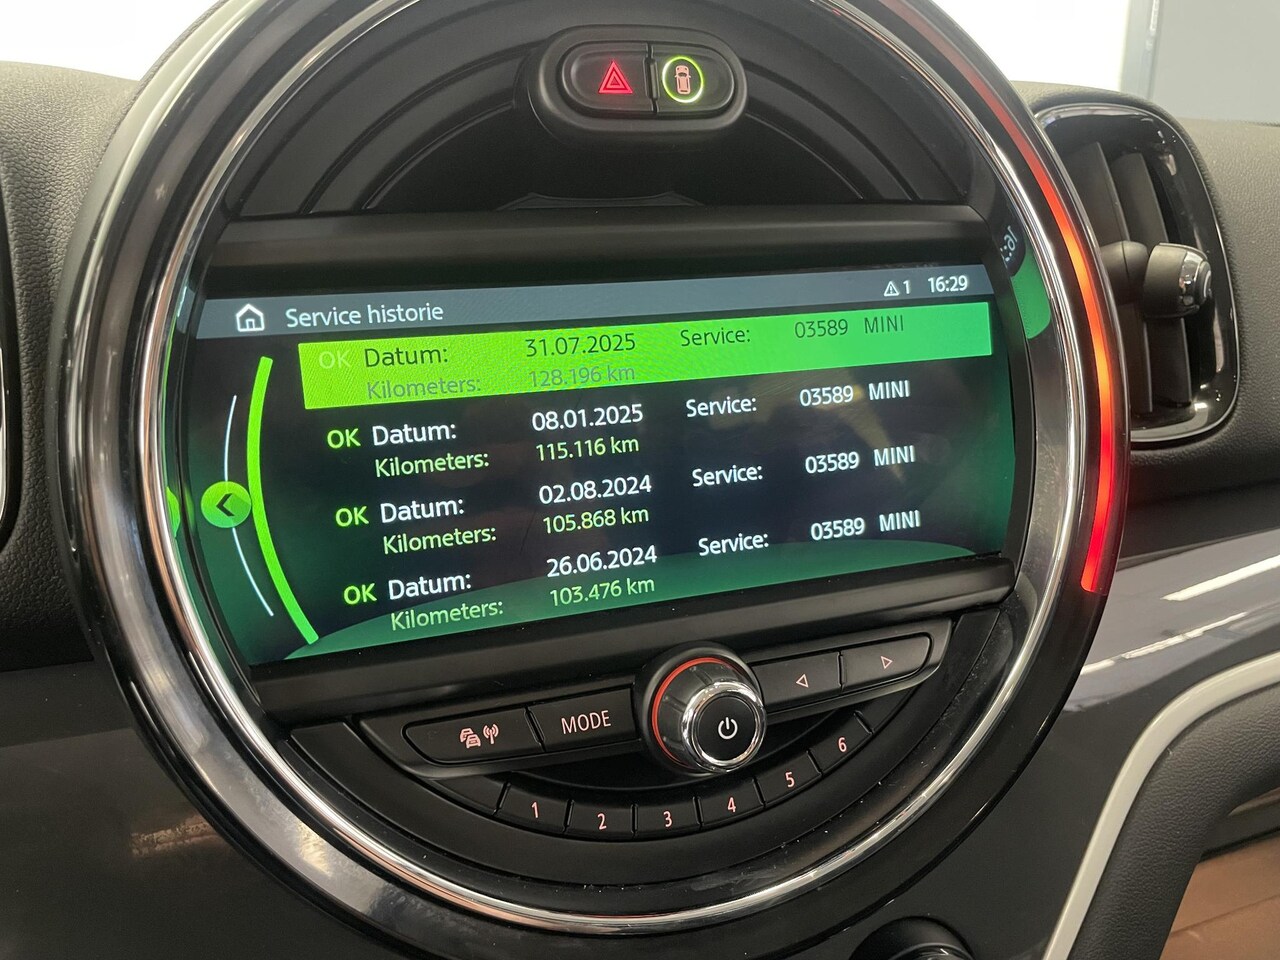 Service historie 1 16:29
OK Datum: 31.07.2025 Service: 03589 MINI
Kilometers: 128.196 km
OK Datum: 08.01.2025 Service: 03589 MINI
Kilometers: 115.116 km
OK Datum: 02.08.2024 Service: 03589 MINI
Kilometers: 105.868 km
OK Datum: 26.06.2024 Service: 03589 MINI
Kilometers: 103.476 km
MODE
1 2 3 4 5 6